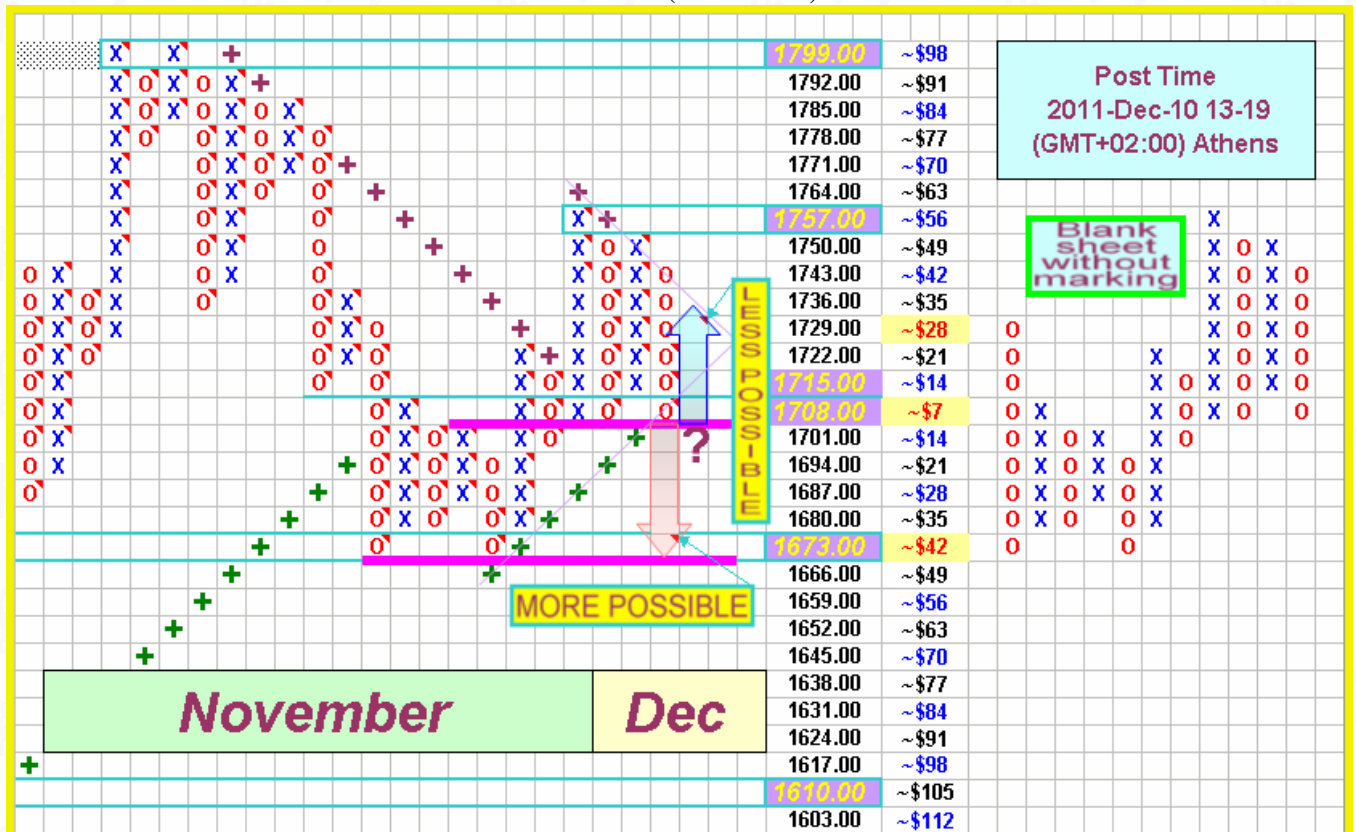 1799.00 ~$98
1792.00 ~$91
1785.00 ~$84
1778.00 ~$77
1771.00 ~$70
1764.00 ~$63
1757.00 ~$56
1750.00 ~$49
1743.00 ~$42
1736.00 ~$35
1729.00 ~$28
1722.00 ~$21
1715.00 ~$14
1708.00 ~$7
1701.00 ~$14
1694.00 ~$21
1687.00 ~$28
1680.00 ~$35
1673.00 ~$42
1666.00 ~$49
1659.00 ~$56
1652.00 ~$63
1645.00 ~$70
1638.00 ~$77
1631.00 ~$84
1624.00 ~$91
1617.00 ~$98
1610.00 ~$105
1603.00 ~$112
Post Time
2011-Dec-10 13-19
(GMT+02:00) Athens
Blank
sheet
without
marking
LESS POSSIBLE
?
MORE POSSIBLE
November
Dec